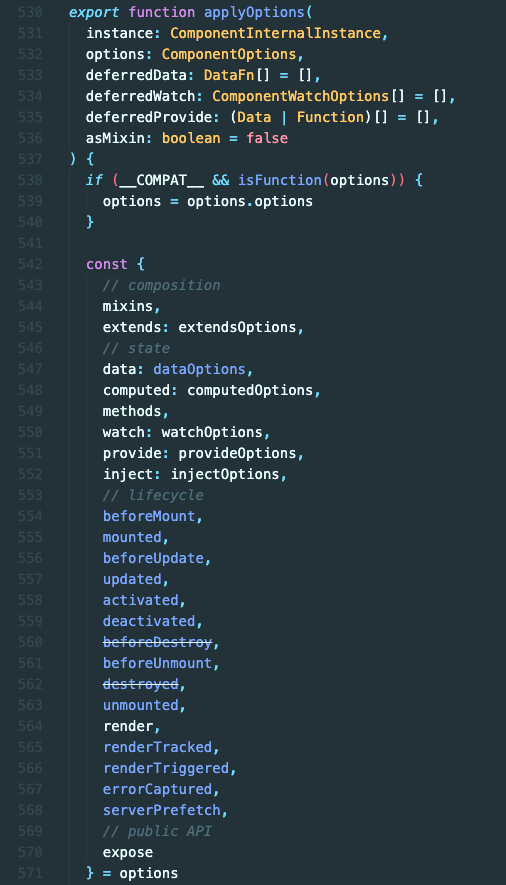 530 export function applyOptions(
531 instance: ComponentInternalInstance,
532 options: ComponentOptions,
533 deferredData: DataFn[] = [],
534 deferredWatch: ComponentWatchOptions[] = [],
535 deferredProvide: (Data | Function)[] = [],
536 asMixin: boolean = false
537 ) {
538 if (__COMPAT__ && isFunction(options)) {
539 options = options.options
540 }
541
542 const {
543 // composition
544 mixins,
545 extends: extendsOptions,
546 // state
547 data: dataOptions,
548 computed: computedOptions,
549 methods,
550 watch: watchOptions,
551 provide: provideOptions,
552 inject: injectOptions,
553 // lifecycle
554 beforeMount,
555 mounted,
556 beforeUpdate,
557 updated,
558 activated,
559 deactivated,
560 beforeDestroy,
561 beforeUnmount,
562 destroyed,
563 unmounted,
564 render,
565 renderTracked,
566 renderTriggered,
567 errorCaptured,
568 serverPrefetch,
569 // public API
570 expose
571 } = options